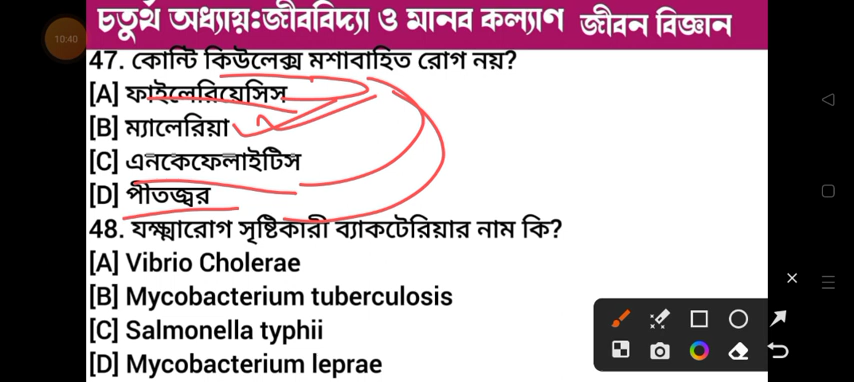 চতুর্থ অধ্যায়ঃজীববিদ্যা ও মানব কল্যাণ জীবন বিজ্ঞান
10:40
47. কোন্টি কিউলেক্স মশাবাহিত রোগ নয়?
[A] ফাইলেরিয়েসিস
[B] ম্যালেরিয়া
[C] এনকেফেলাইটিস
[D] পীতজ্বর
48. যক্ষ্মারোগ সৃষ্টিকারী ব্যাকটেরিয়ার নাম কি?
[A] Vibrio Cholerae
[B] Mycobacterium tuberculosis
[C] Salmonella typhii
[D] Mycobacterium leprae